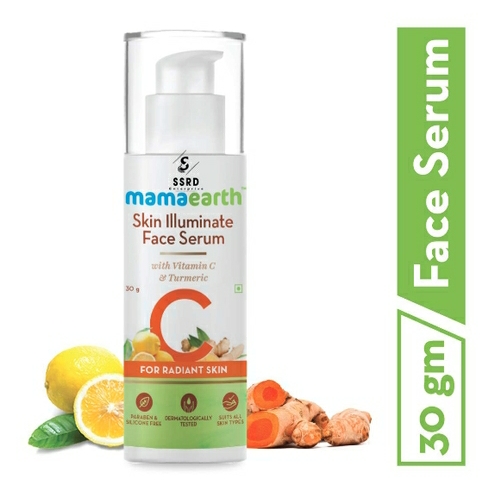 SSRD
Enterprise
mamaearth™
Skin Illuminate
Face Serum
with Vitamin C
& Turmeric
30 g
C
FOR RADIANT SKIN
PARABEN &
SILICONE FREE
DERMATOLOGICALLY
TESTED
SUITS ALL
SKIN TYPES
30 gm
Face Serum